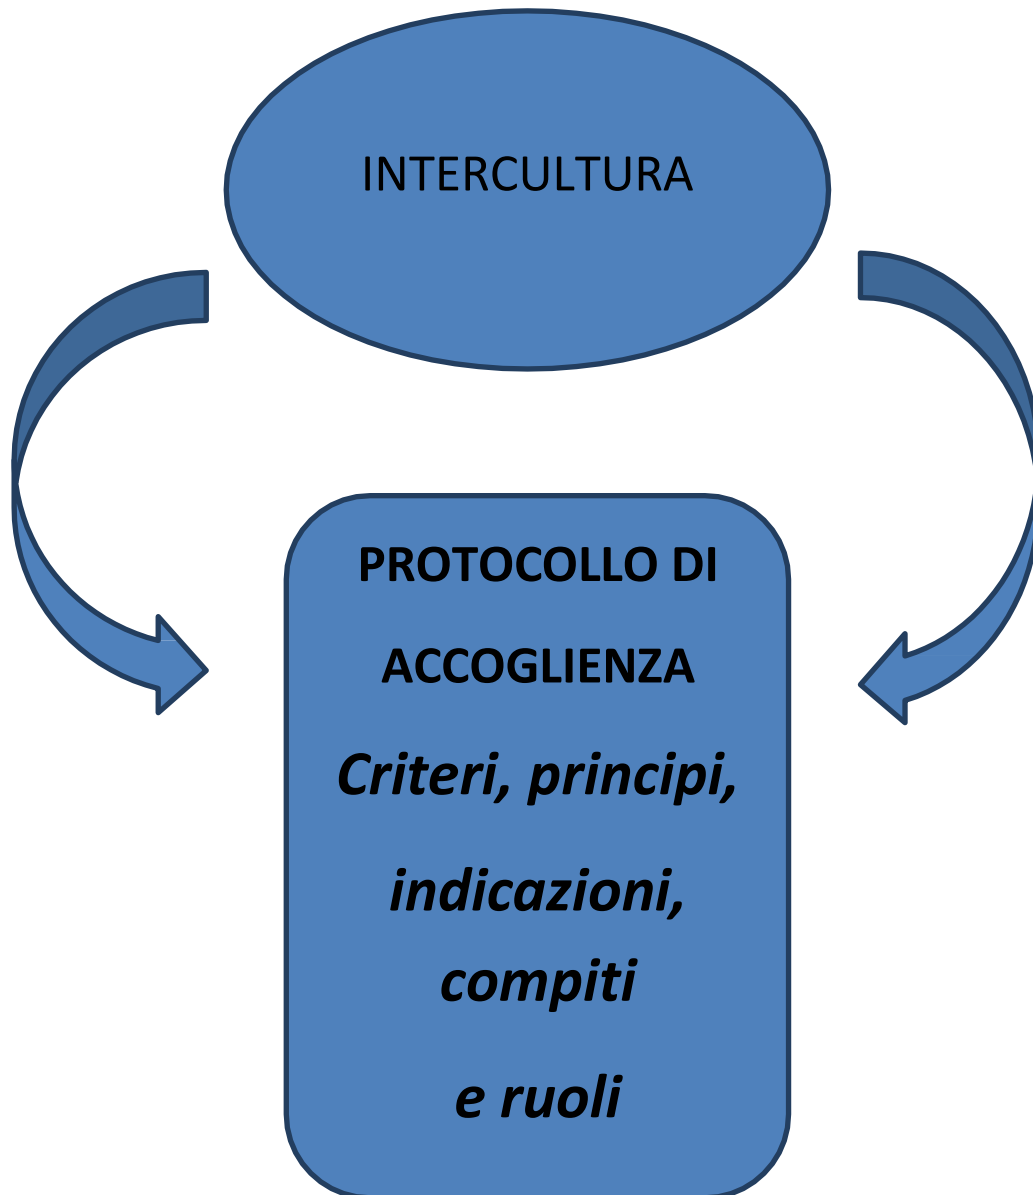 INTERCULTURA
PROTOCOLLO DI
ACCOGLIENZA
Criteri, principi,
indicazioni,
compiti
e ruoli